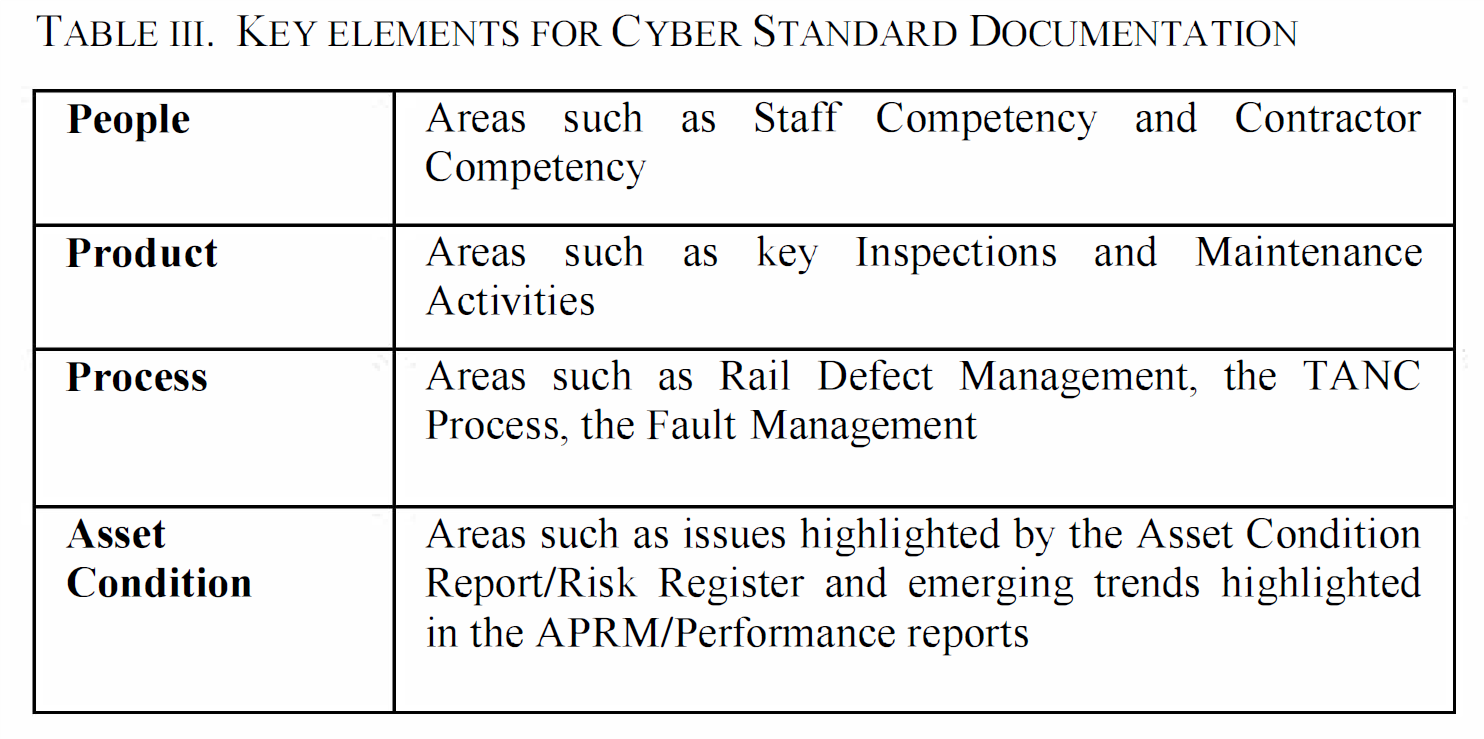 TABLE III. KEY ELEMENTS FOR CYBER STANDARD DOCUMENTATION
People
Areas such as Staff Competency and Contractor
Competency
Product
Areas such as key Inspections and Maintenance
Activities
Process
Areas such as Rail Defect Management, the TANC
Process, the Fault Management
Asset
Condition
Areas such as issues highlighted by the Asset Condition
Report/Risk Register and emerging trends highlighted
in the APRM/Performance reports